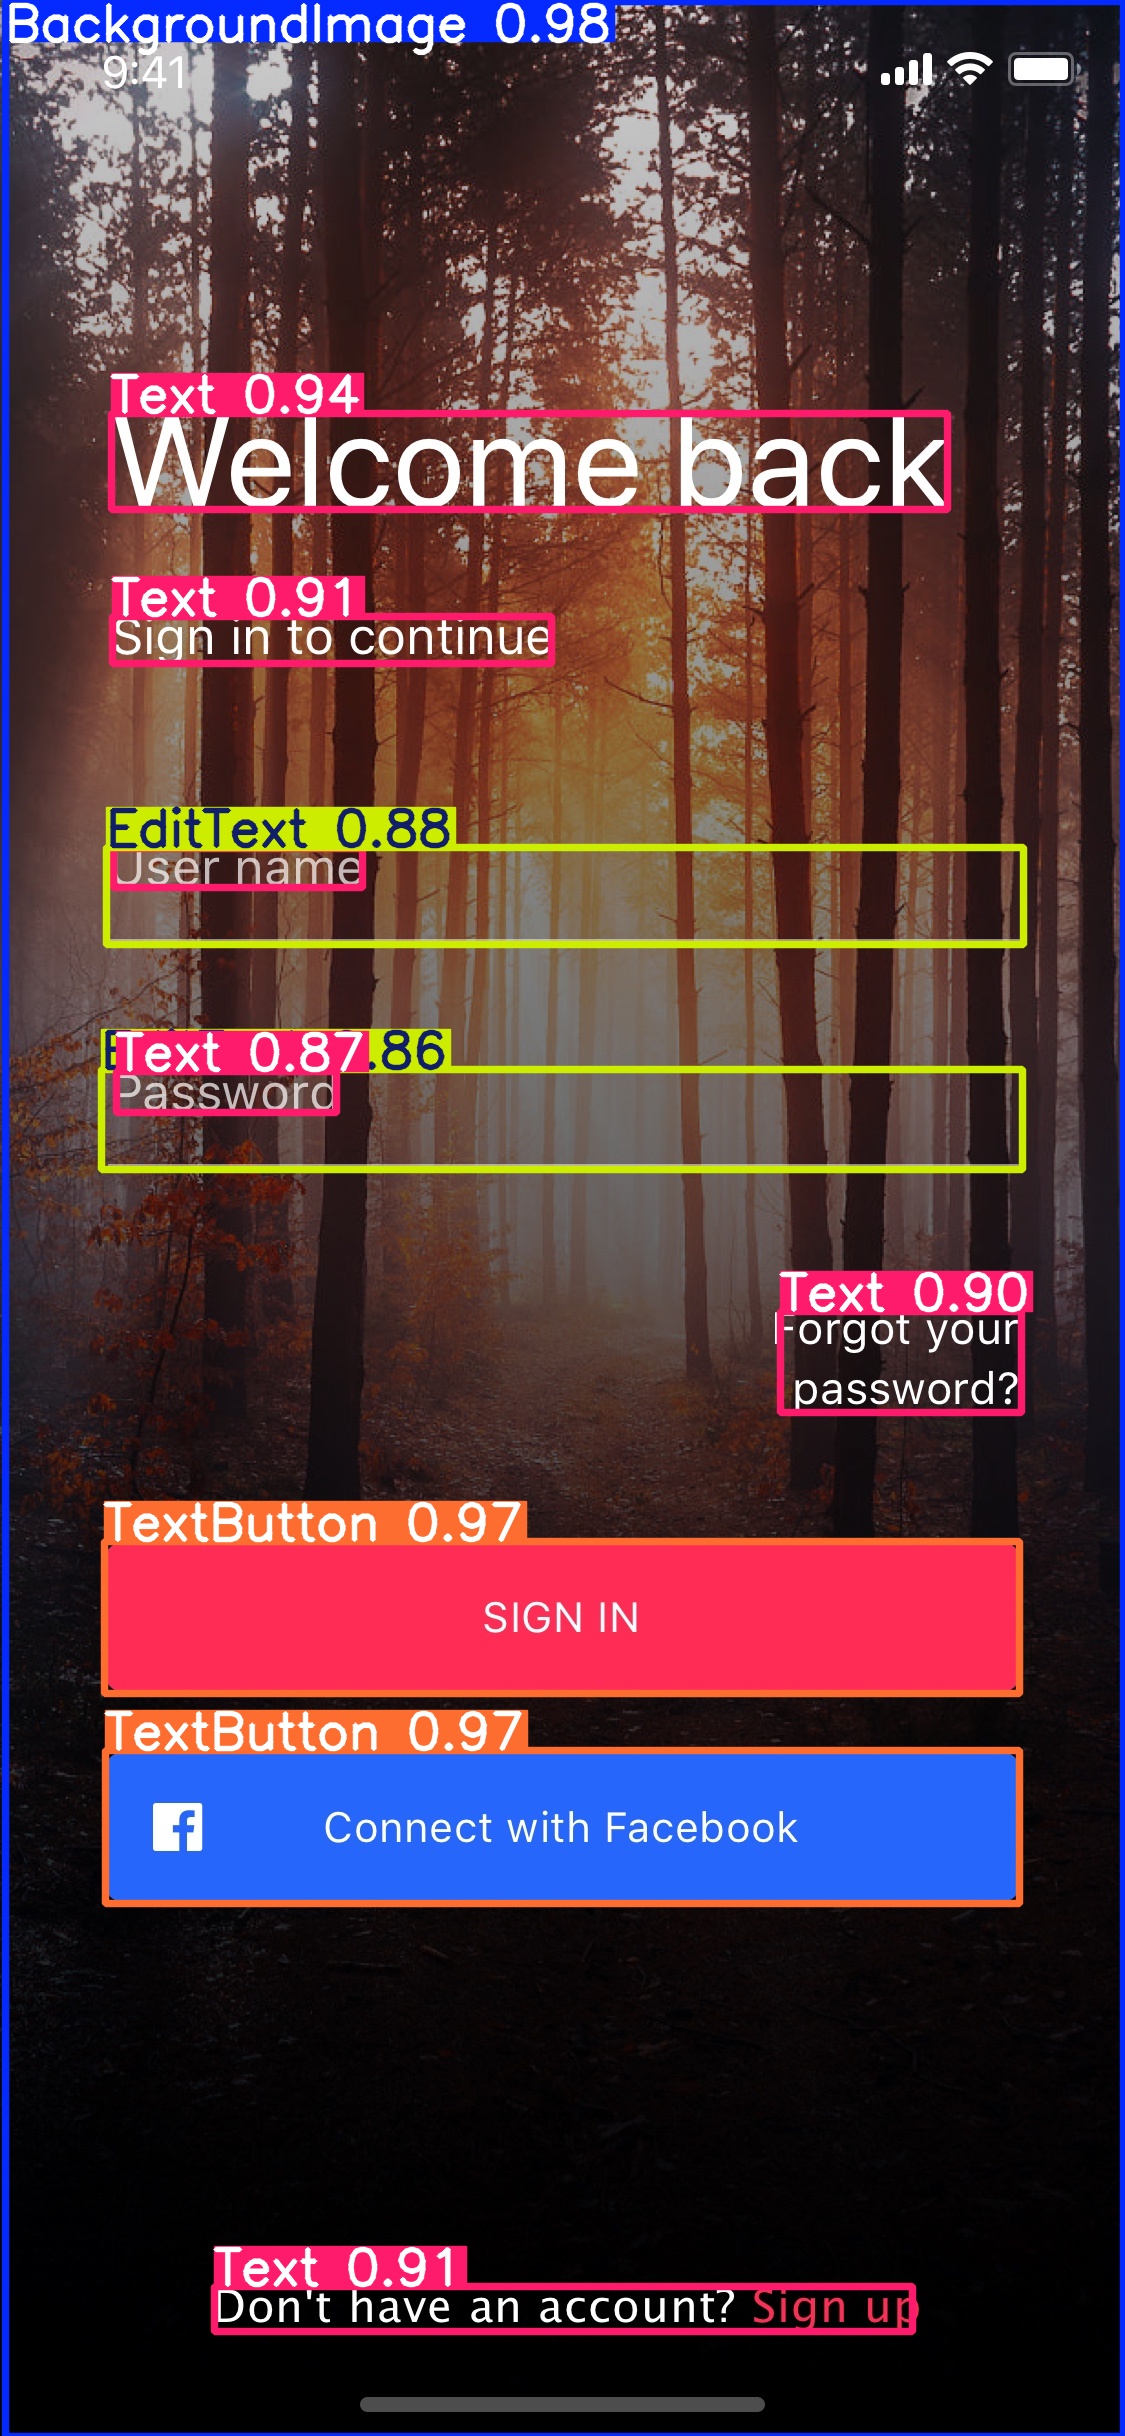 BackgroundImage 0.98
9:41
Text 0.94
Welcome back
Text 0.91
Sign in to continue
EditText 0.88
User name
Text 0.87 .86
Password
Text 0.90
Forgot your
password?
TextButton 0.97
SIGN IN
TextButton 0.97
Connect with Facebook
Text 0.91
Don't have an account? Sign up